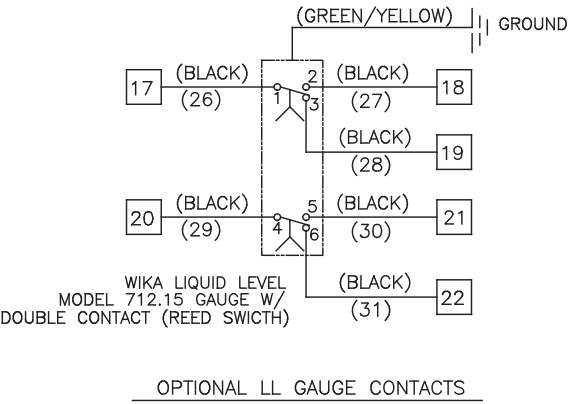 (GREEN/YELLOW)
GROUND
17
(BLACK)
(26)
1
2
3
(BLACK)
(27)
18
(BLACK)
(28)
19
20
(BLACK)
(29)
4
5
6
(BLACK)
(30)
21
(BLACK)
(31)
22
WIKA LIQUID LEVEL
MODEL 712.15 GAUGE W/
DOUBLE CONTACT (REED SWICTH)
OPTIONAL LL GAUGE CONTACTS